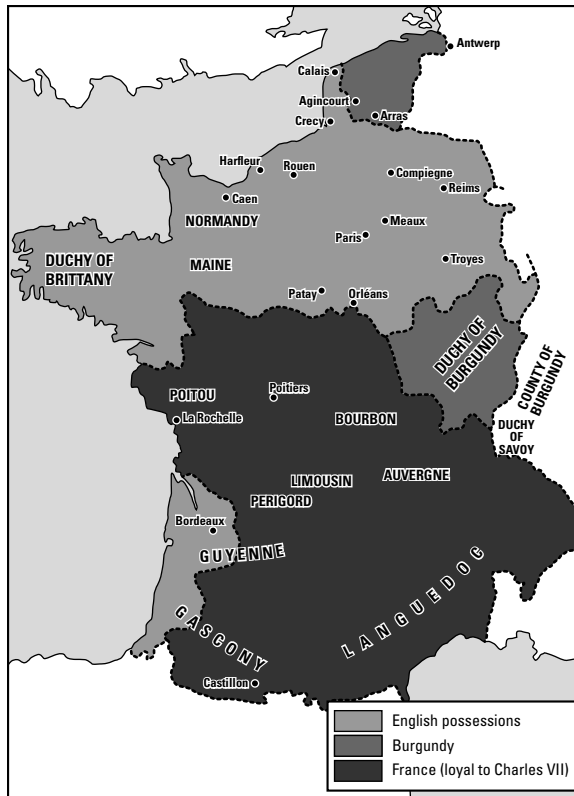 Antwerp
Calais
Agincourt
Arras
Crecy
Harfleur
Rouen
Compiegne
Reims
Caen
NORMANDY
Meaux
Paris
DUCHY OF
BRITTANY
MAINE
Troyes
Patay
Orléans
DUCHY OF
BURGUNDY
COUNTY OF
BURGUNDY
DUCHY
OF
SAVOY
POITOU
Poitiers
La Rochelle
BOURBON
AUVERGNE
LIMOUSIN
PERIGORD
Bordeaux
GUYENNE
LANGUEDOC
GASCONY
Castillon
English possessions
Burgundy
France (loyal to Charles VII)